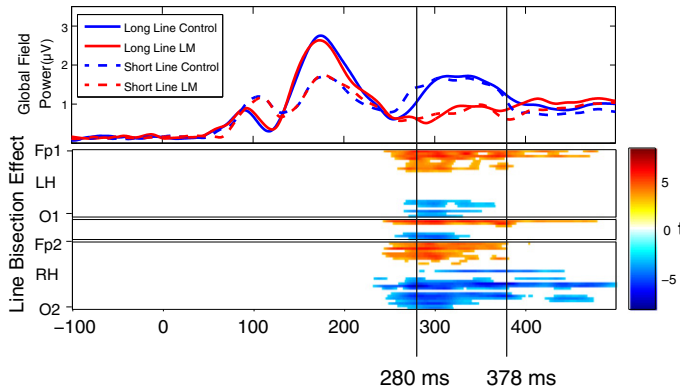 Global Field
Power(µV)
3
2
1
Long Line Control
Long Line LM
Short Line Control
Short Line LM
Line Bisection Effect
Fp1
LH
O1
Fp2
RH
O2
−100 0 100 200 300 400
280 ms 378 ms
5
0
−5
t